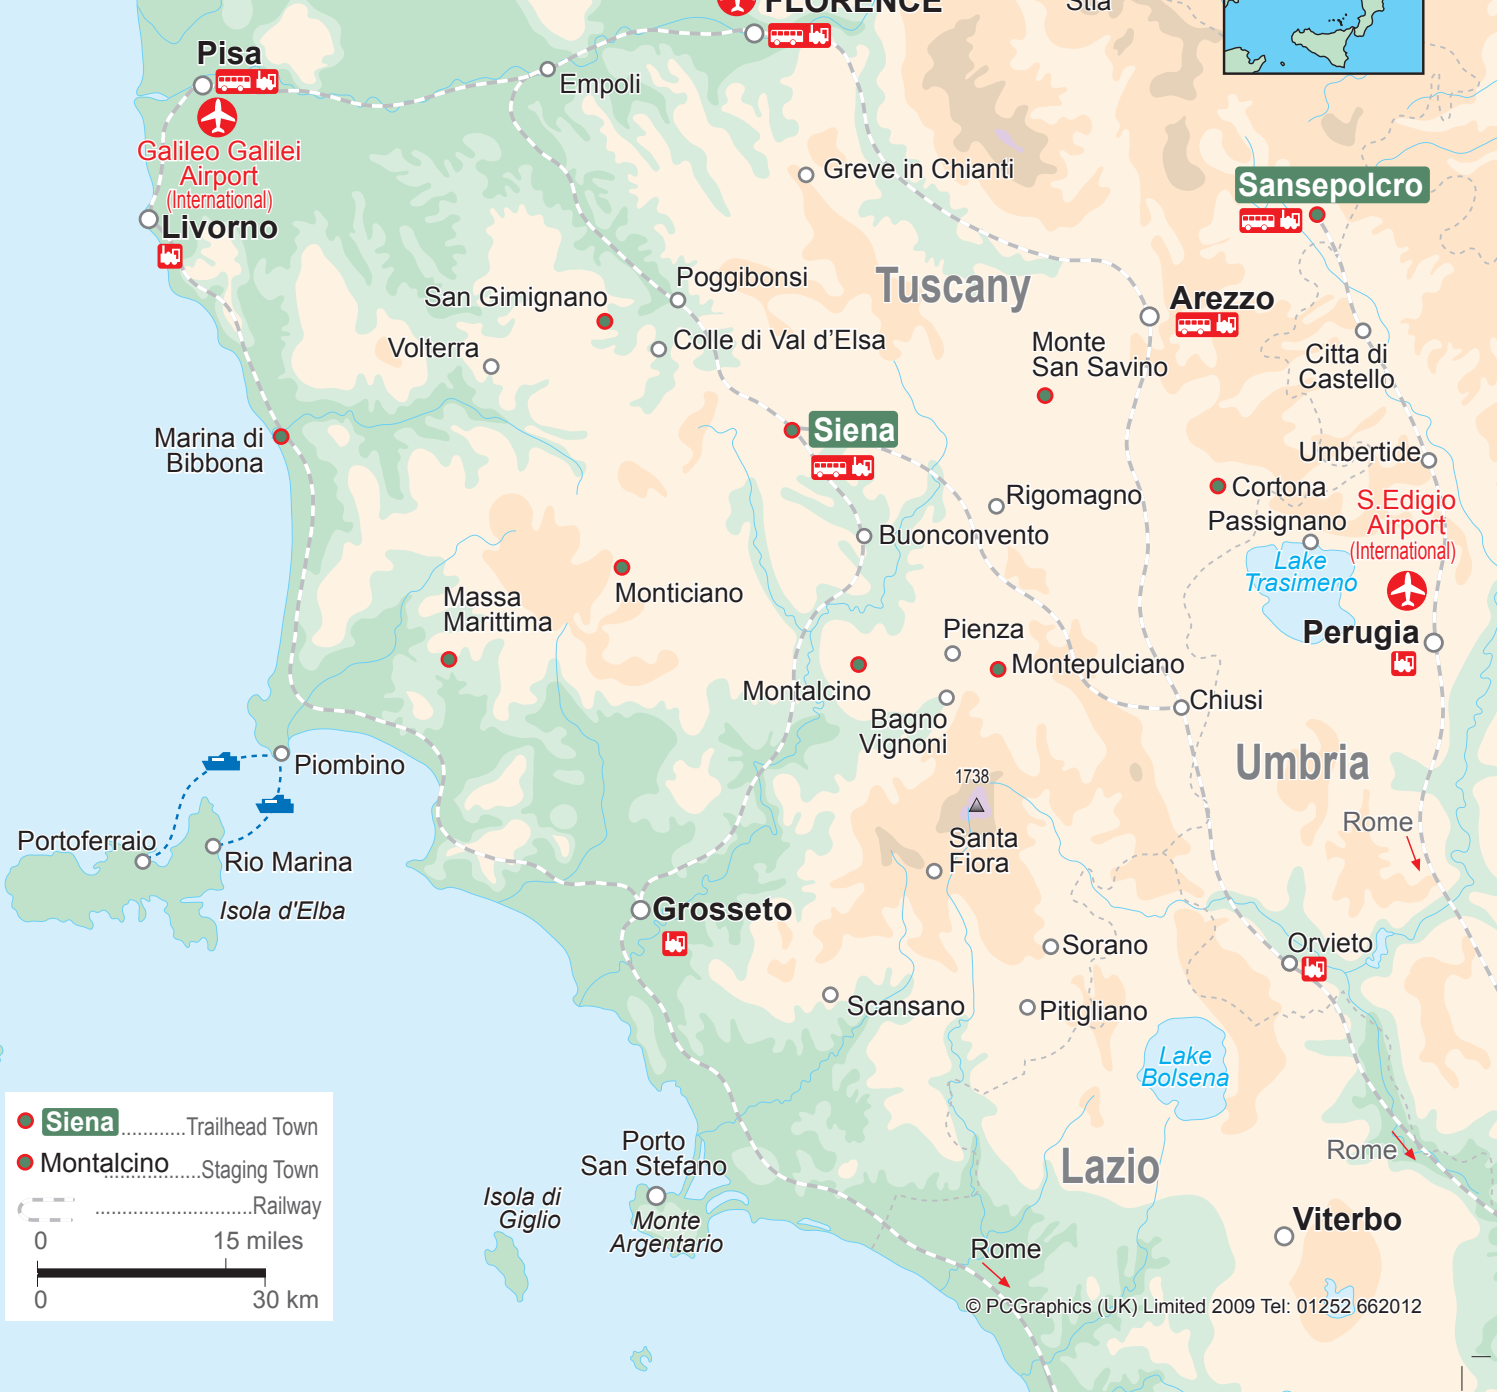 FLORENCE
Stia
Pisa
Empoli
Galileo Galilei
Airport
(International)
Livorno
Greve in Chianti
Sansepolcro
Poggibonsi
Tuscany
San Gimignano
Arezzo
Volterra
Colle di Val d’Elsa
Monte
San Savino
Citta di
Castello
Marina di
Bibbona
Siena
Umbertide
Cortona
Rigomagno
S.Edigio
Airport
(International)
Passignano
Buonconvento
Lake
Trasimeno
Massa
Marittima
Monticiano
Pienza
Perugia
Montepulciano
Montalcino
Bagno
Vignoni
Chiusi
Piombino
Umbria
1738
Portoferraio
Rio Marina
Santa
Fiora
Rome
Isola d'Elba
Grosseto
Sorano
Orvieto
Scansano
Pitigliano
Lake
Bolsena
Siena ............Trailhead Town
Montalcino..................Staging Town
.............................Railway
0 15 miles
0 30 km
Porto
San Stefano
Isola di
Giglio
Monte
Argentario
Lazio
Rome
Viterbo
Rome
© PCGraphics (UK) Limited 2009 Tel: 01252 662012